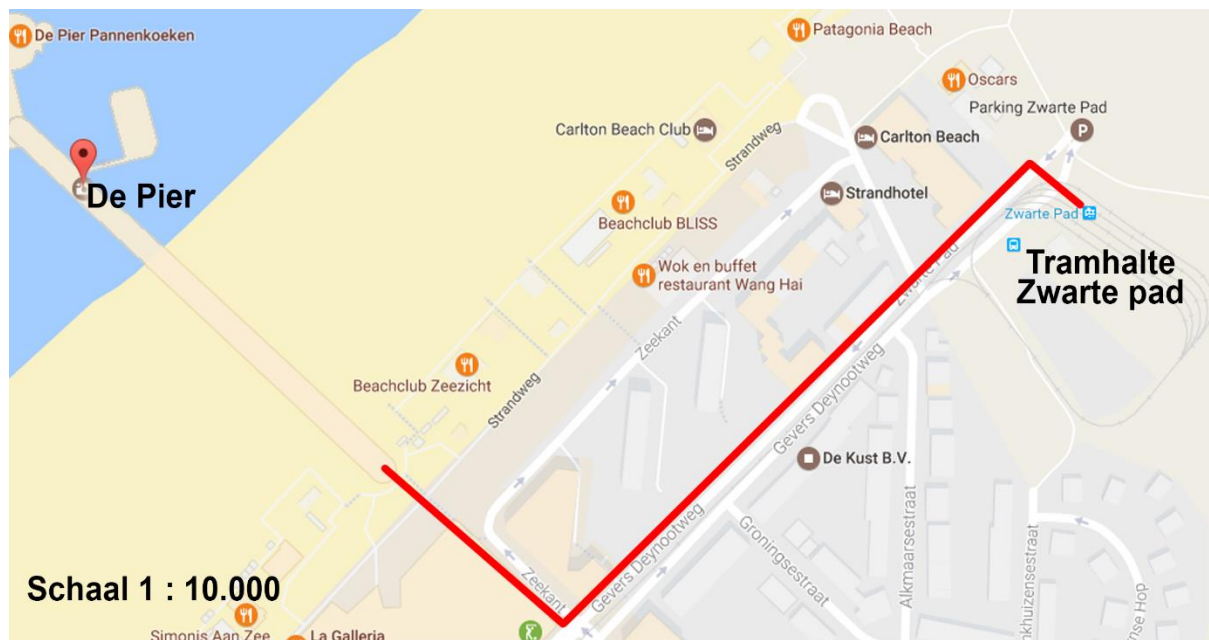 De Pier Pannenkoeken
Patagonia Beach
Oscars
Parking Zwarte Pad
P
Carlton Beach Club
Strandweg
Carlton Beach
De Pier
Strandhotel
Beachclub BLISS
Zwarte Pad
Tramhalte
Zwarte pad
Wok en buffet
restaurant Wang Hai
Zwarte Pad
Zeekant
Beachclub Zeezicht
Strandweg
Gevers Deynootweg
De Kust B.V.
Gevers Deynootweg
Groningsestraat
Alkmaarsestraat
Zeekant
Schaal 1 : 10.000
Simonis Aan Zee
La Galleria